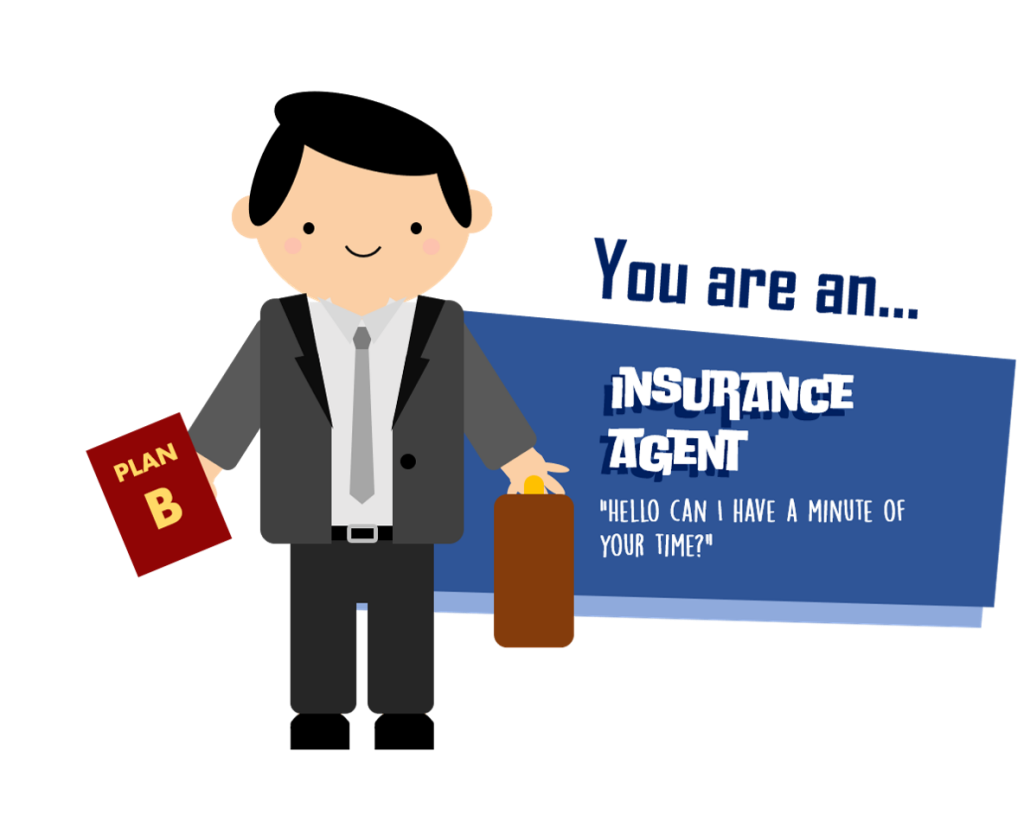 PLAN
B
You are an...
INSURANCE
AGENT
"HELLO CAN I HAVE A MINUTE OF
YOUR TIME?"